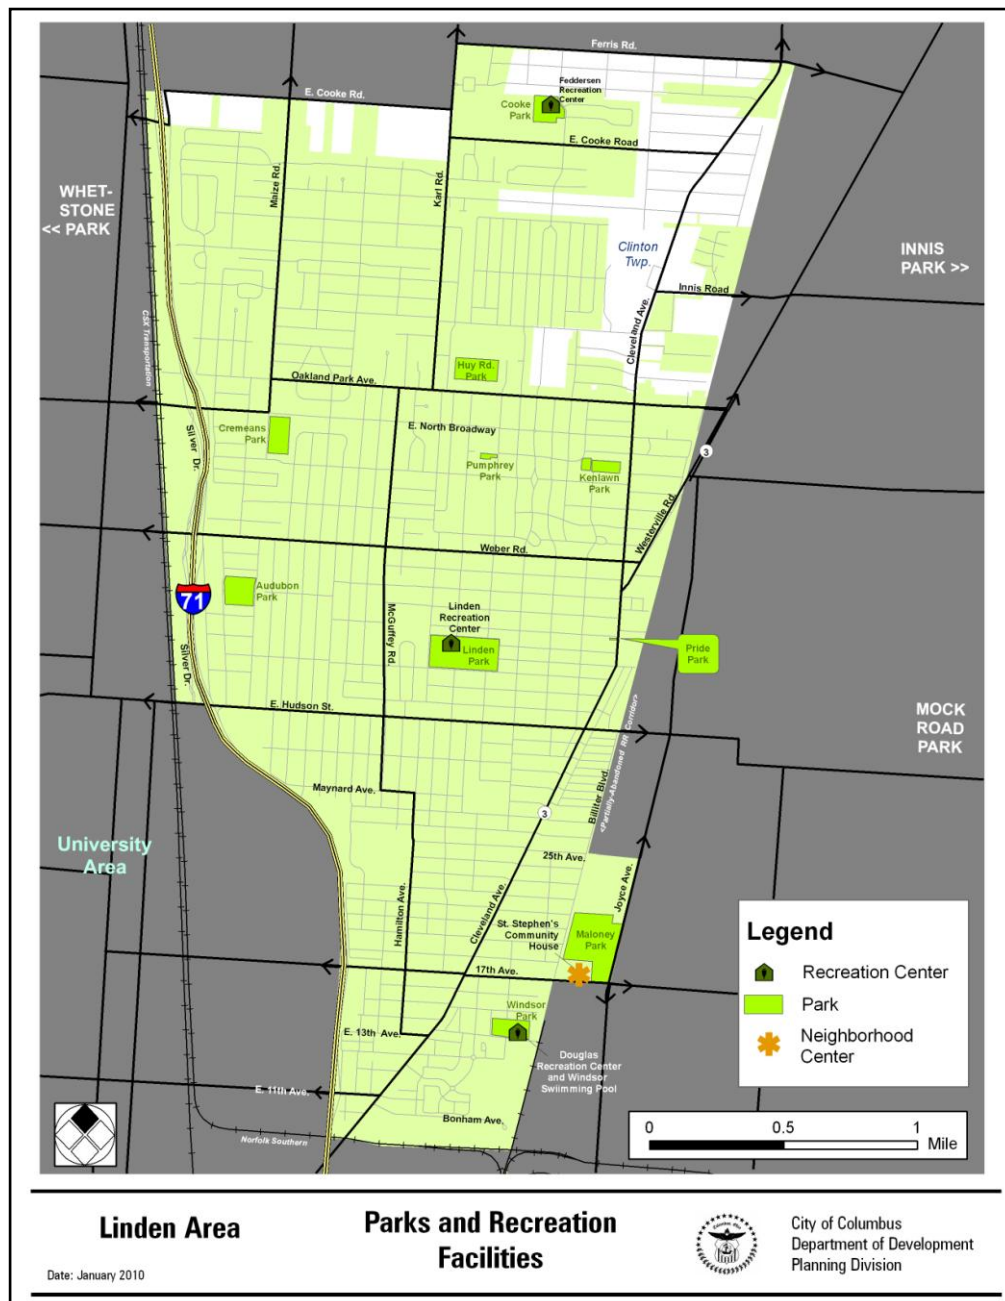 Ferris Rd.
E. Cooke Rd.
Feddersen
Recreation
Center
Cooke
Park
E. Cooke Road
Maize Rd.
Karl Rd.
WHET-
STONE
<< PARK
Clinton
Twp.
INNIS
PARK >>
Innis Road
Cleveland Ave.
CSX Transportation
Huy Rd.
Park
Oakland Park Ave.
Cremeans
Park
Silver Dr.
E. North Broadway
Pumphrey
Park
Kenlawn
Park
3
Westerville Rd.
Weber Rd.
71
Audubon
Park
McGuffey Rd.
Linden
Recreation
Center
Linden
Park
Pride
Park
Silver Dr.
E. Hudson St.
MOCK
ROAD
PARK
<Partially-Abandoned RR Corridor>
Billiter Blvd.
Maynard Ave.
3
University
Area
25th Ave.
Joyce Ave.
Hamilton Ave.
Cleveland Ave.
St. Stephen's
Community
House
Maloney
Park
17th Ave.
Windsor
Park
E. 13th Ave.
Douglas
Recreation Center
and Windsor
Swiimming Pool
E. 11th Ave.
Bonham Ave.
Norfolk Southern
Legend
Recreation Center
Park
Neighborhood
Center
0 0.5 1
Mile
Linden Area
Date: January 2010
Parks and Recreation
Facilities
City of Columbus
Department of Development
Planning Division